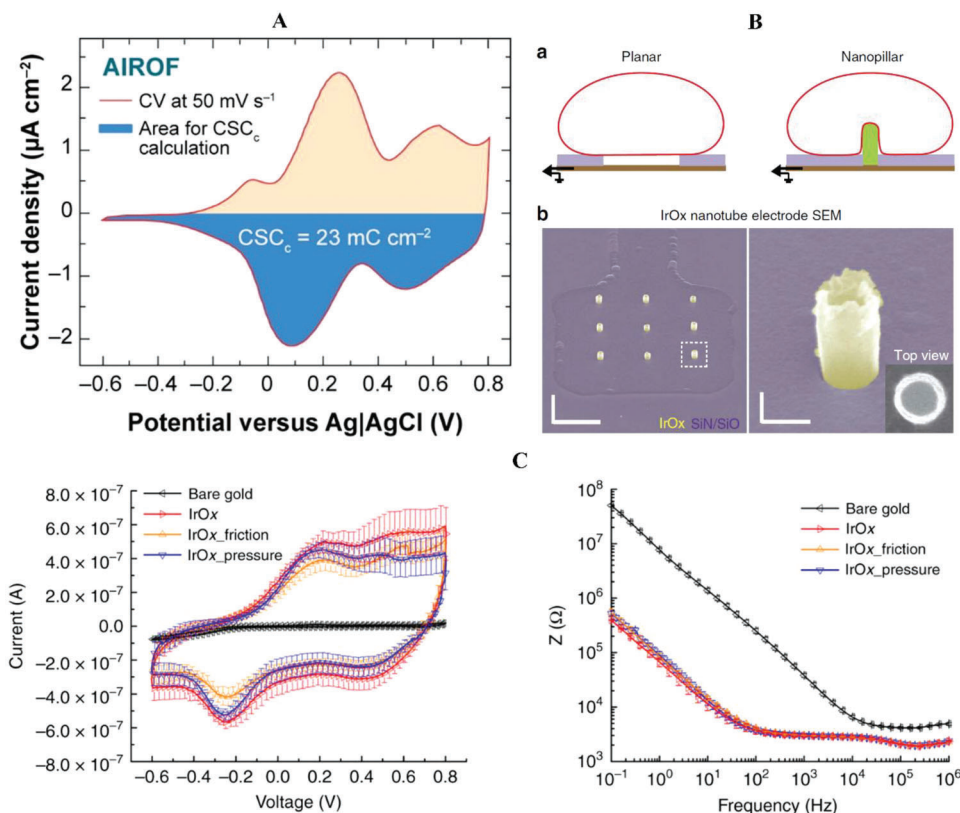 A
AIROF
CV at 50 mV s⁻¹
Area for CSC_c
calculation
CSC_c = 23 mC cm⁻²
Current density (µA cm⁻²)
2
1
0
−1
−2
−0.6 −0.4 −0.2 0 0.2 0.4 0.6 0.8
Potential versus Ag|AgCl (V)
B
a
Planar
Nanopillar
b
IrOx nanotube electrode SEM
IrOx SiN/SiO
Top view
C
Bare gold
IrOx
IrOx_friction
IrOx_pressure
Current (A)
8.0 × 10⁻⁷
6.0 × 10⁻⁷
4.0 × 10⁻⁷
2.0 × 10⁻⁷
0.0
−2.0 × 10⁻⁷
−4.0 × 10⁻⁷
−6.0 × 10⁻⁷
−8.0 × 10⁻⁷
−0.6 −0.4 −0.2 0.0 0.2 0.4 0.6 0.8
Voltage (V)
Bare gold
IrOx
IrOx_friction
IrOx_pressure
Z (Ω)
10⁸
10⁷
10⁶
10⁵
10⁴
10³
10⁻¹ 10⁰ 10¹ 10² 10³ 10⁴ 10⁵ 10⁶
Frequency (Hz)